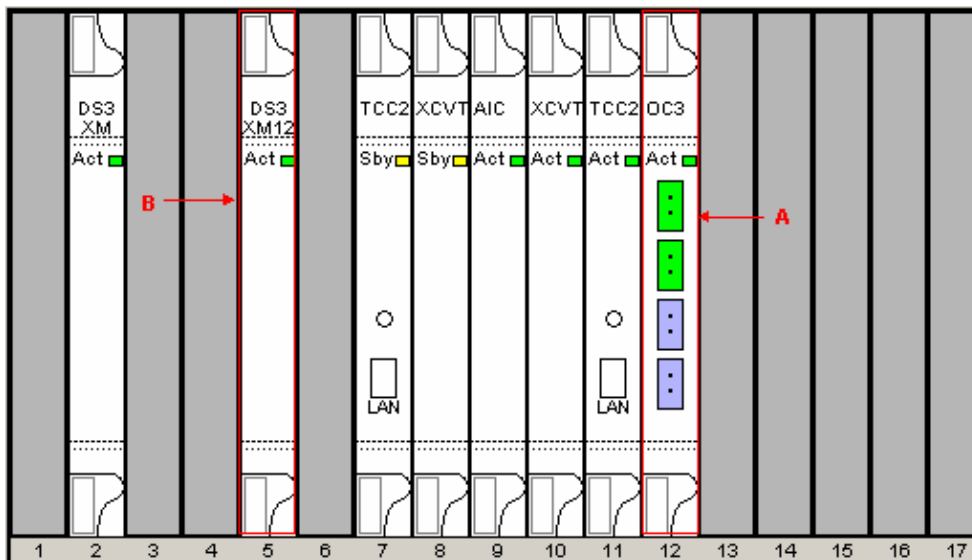 DS3 XM
DS3 XM12
TCC2 XCVT AIC XCVT TCC2 OC3
Act Act Sby Sby Act Act Act Act
B
A
LAN LAN
1 2 3 4 5 6 7 8 9 10 11 12 13 14 15 16 17